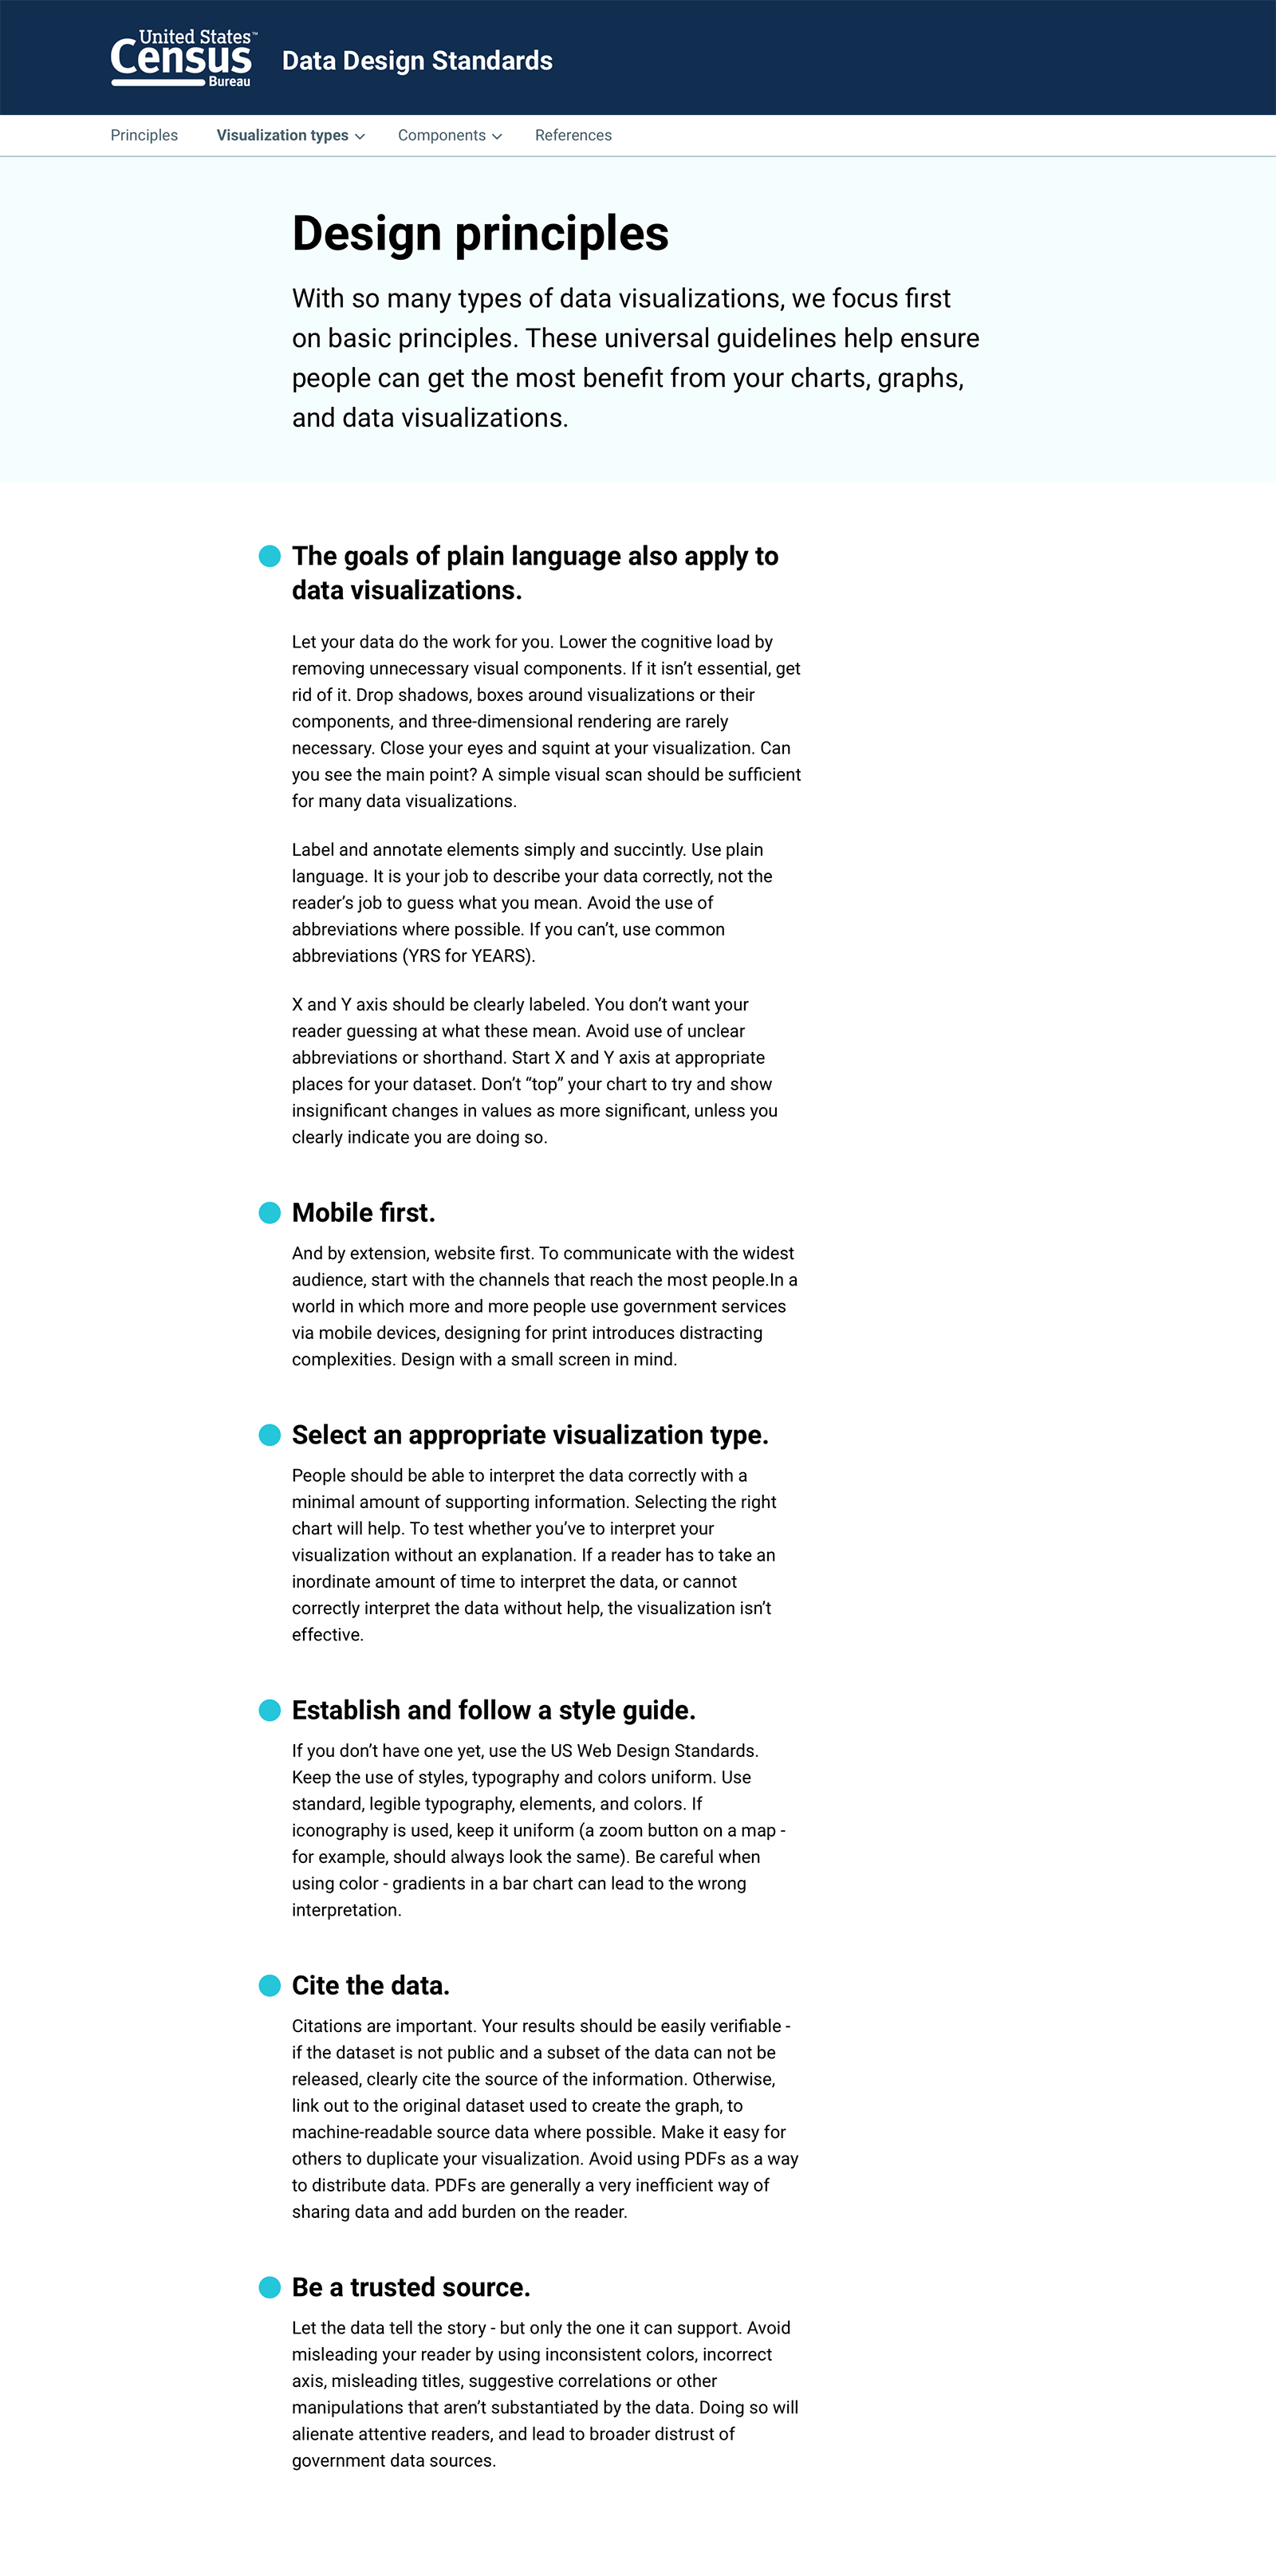 United States™
Census
Bureau
Data Design Standards
Principles
Visualization types
Components
References
Design principles
With so many types of data visualizations, we focus first
on basic principles. These universal guidelines help ensure
people can get the most benefit from your charts, graphs,
and data visualizations.
The goals of plain language also apply to
data visualizations.
Let your data do the work for you. Lower the cognitive load by
removing unnecessary visual components. If it isn’t essential, get
rid of it. Drop shadows, boxes around visualizations or their
components, and three-dimensional rendering are rarely
necessary. Close your eyes and squint at your visualization. Can
you see the main point? A simple visual scan should be sufficient
for many data visualizations.
Label and annotate elements simply and succintly. Use plain
language. It is your job to describe your data correctly, not the
reader’s job to guess what you mean. Avoid the use of
abbreviations where possible. If you can’t, use common
abbreviations (YRS for YEARS).
X and Y axis should be clearly labeled. You don’t want your
reader guessing at what these mean. Avoid use of unclear
abbreviations or shorthand. Start X and Y axis at appropriate
places for your dataset. Don’t “top” your chart to try and show
insignificant changes in values as more significant, unless you
clearly indicate you are doing so.
Mobile first.
And by extension, website first. To communicate with the widest
audience, start with the channels that reach the most people.In a
world in which more and more people use government services
via mobile devices, designing for print introduces distracting
complexities. Design with a small screen in mind.
Select an appropriate visualization type.
People should be able to interpret the data correctly with a
minimal amount of supporting information. Selecting the right
chart will help. To test whether you’ve to interpret your
visualization without an explanation. If a reader has to take an
inordinate amount of time to interpret the data, or cannot
correctly interpret the data without help, the visualization isn’t
effective.
Establish and follow a style guide.
If you don’t have one yet, use the US Web Design Standards.
Keep the use of styles, typography and colors uniform. Use
standard, legible typography, elements, and colors. If
iconography is used, keep it uniform (a zoom button on a map -
for example, should always look the same). Be careful when
using color - gradients in a bar chart can lead to the wrong
interpretation.
Cite the data.
Citations are important. Your results should be easily verifiable -
if the dataset is not public and a subset of the data can not be
released, clearly cite the source of the information. Otherwise,
link out to the original dataset used to create the graph, to
machine-readable source data where possible. Make it easy for
others to duplicate your visualization. Avoid using PDFs as a way
to distribute data. PDFs are generally a very inefficient way of
sharing data and add burden on the reader.
Be a trusted source.
Let the data tell the story - but only the one it can support. Avoid
misleading your reader by using inconsistent colors, incorrect
axis, misleading titles, suggestive correlations or other
manipulations that aren’t substantiated by the data. Doing so will
alienate attentive readers, and lead to broader distrust of
government data sources.